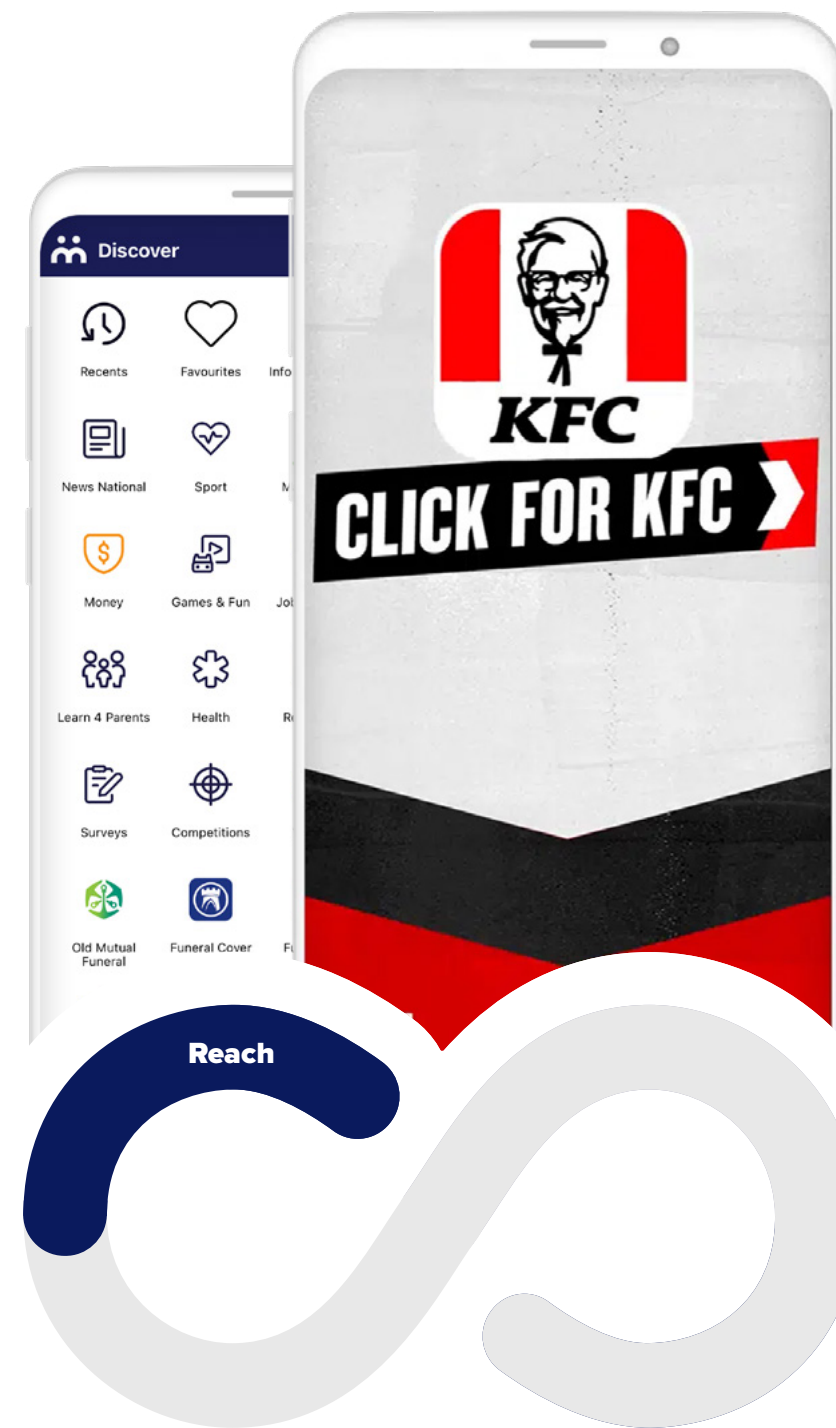 Discover
Recents
Favourites
Info
News National
Sport
M
Money
Games & Fun
Learn 4 Parents
Health
Surveys
Competitions
Old Mutual
Funeral
Funeral Cover
KFC
CLICK FOR KFC
Reach